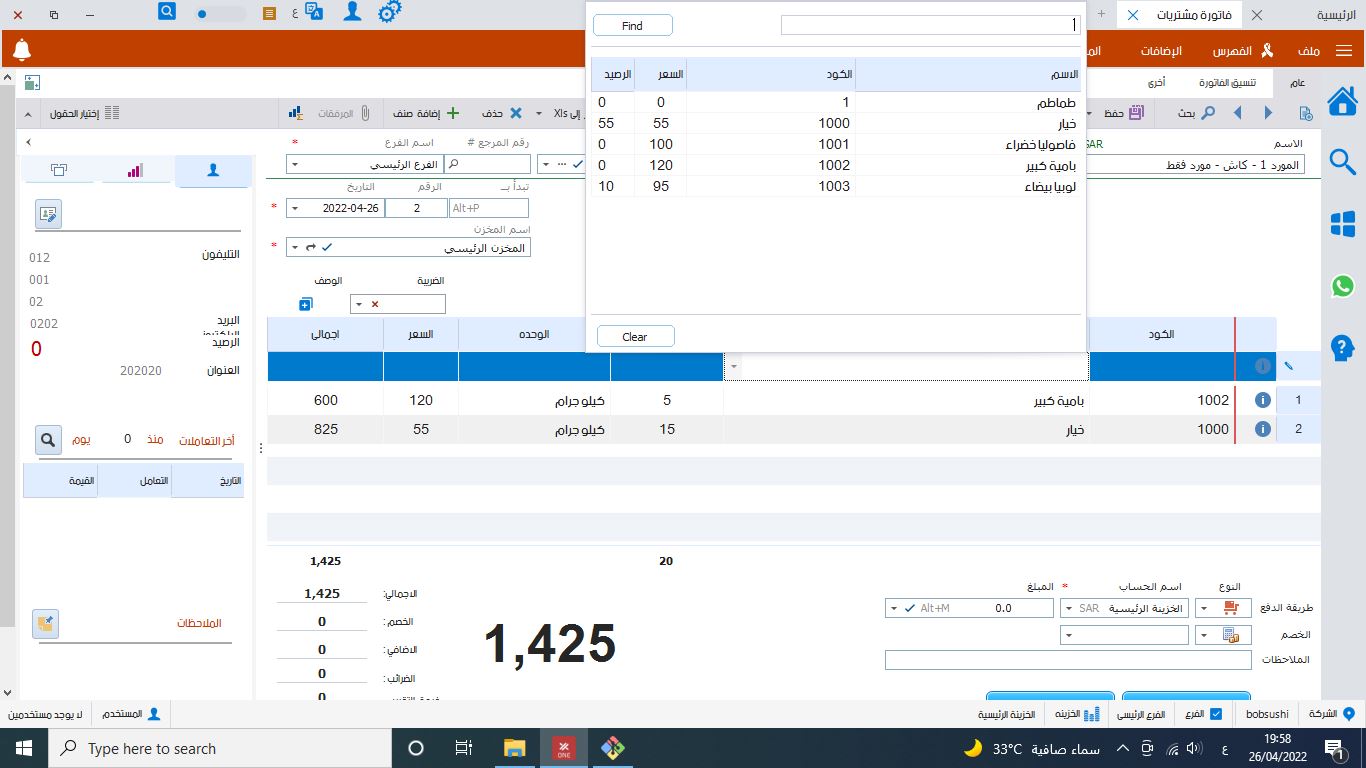 الرئيسية
فاتورة مشتريات
ع
ملف
الفهرس
الإضافات
Find
1
الاسم الكود السعر الرصيد
طماطم 1 0 0
خيار 1000 55 55
فاصوليا خضراء 1001 100 0
بامية كبير 1002 120 0
لوبيا بيضاء 1003 95 10
Clear
عام
تنسيق الفاتورة
أخرى
بحث
حفظ
إلى Xls
حذف
إضافة صنف
المرفقات
إختيار الحقول
الاسم
SAR
المورد 1 - كاش - مورد فقط
رقم المرجع #
اسم الفرع *
الفرع الرئيسي
تبدأ بـ
الرقم
التاريخ
Alt+P
2
2022-04-26
*
اسم المخزن
المخزن الرئيسي
*
الضريبة
الوصف
الكود
الوحده
السعر
اجمالى
1 1002 بامية كبير 5 كيلو جرام 120 600
2 1000 خيار 15 كيلو جرام 55 825
20
1,425
التليفون
012
001
02
البريد
0202
الرصيد
0
العنوان
202020
أخر التعاملات
منذ
0
يوم
التاريخ
التعامل
القيمة
الملاحظات
النوع
اسم الحساب *
المبلغ
طريقة الدفع
الخزينة الرئيسية SAR
0.0
Alt+M
الخصم
الملاحظات
1,425
الاجمالي: 1,425
الخصم: 0
الاضافي: 0
الضرائب: 0
0
الشركة
bobsushi
الفرع
الفرع الرئيسى
الخزينه
الخزينة الرئيسية
المستخدم
لا يوجد مستخدمين
Type here to search
ONE
33°C سماء صافية
ع
19:58
26/04/2022
1